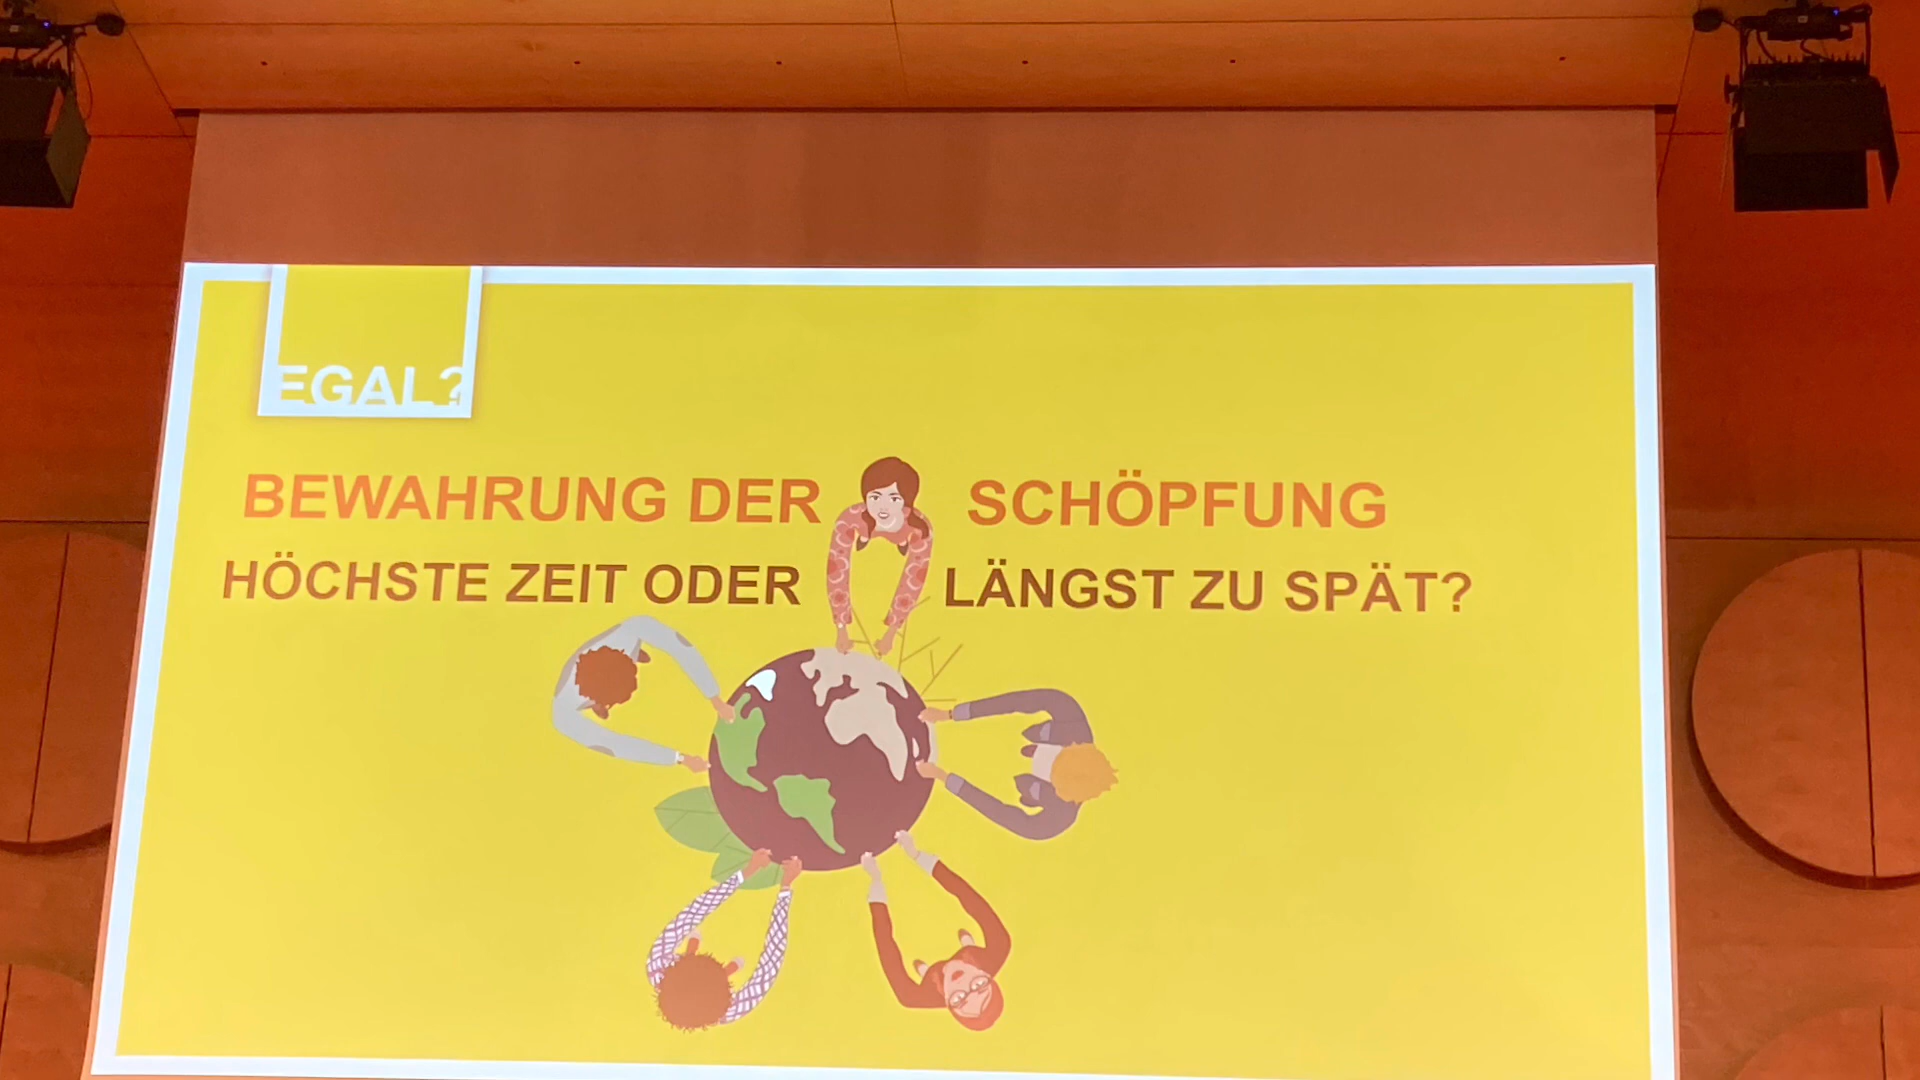 EGAL?
BEWAHRUNG DER SCHÖPFUNG
HÖCHSTE ZEIT ODER LÄNGST ZU SPÄT?